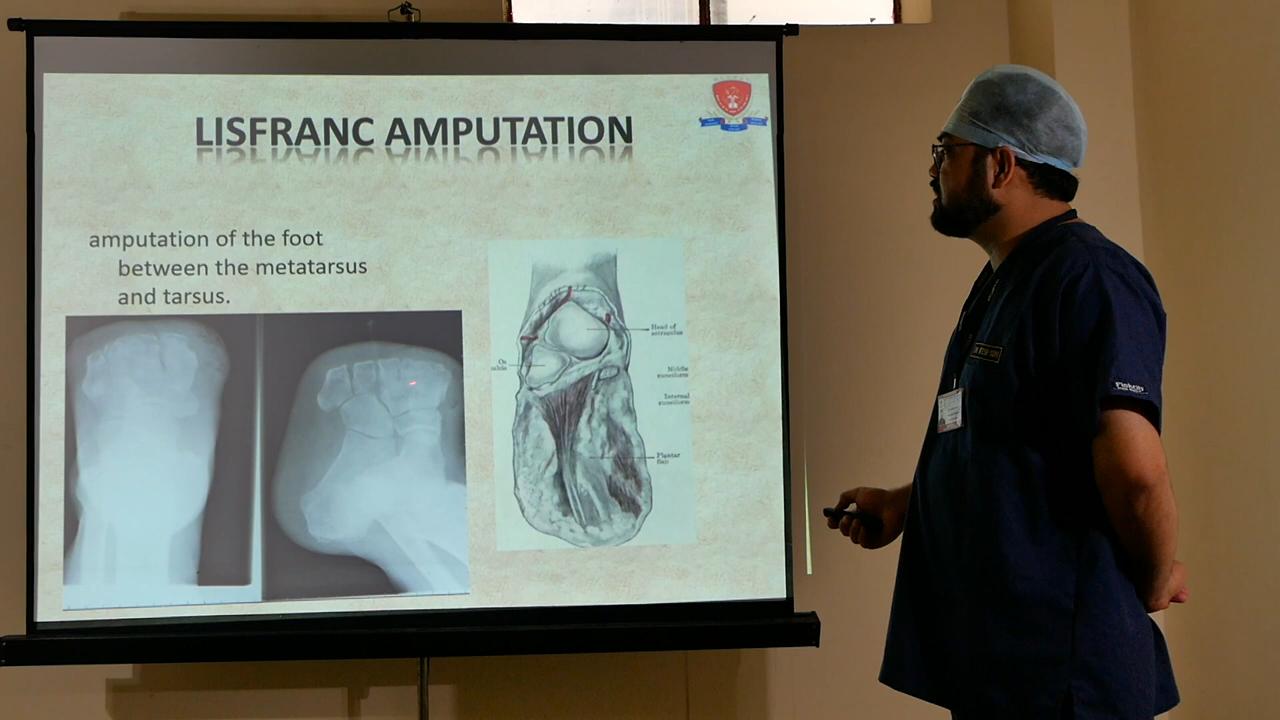 LISFRANC AMPUTATION
amputation of the foot
between the metatarsus
and tarsus.
Head of
astragalus
Os
calcis
Middle
cuneiform
Internal
cuneiform
Plantar
flap